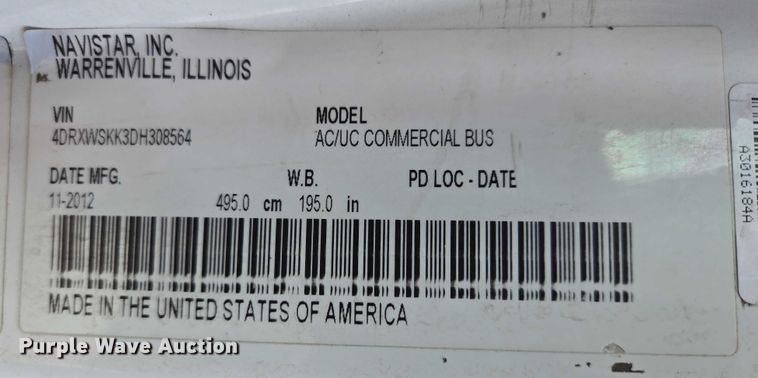 NAVISTAR, INC.
WARRENVILLE, ILLINOIS
VIN MODEL
4DRXWSKK3DH308564 AC/UC COMMERCIAL BUS
DATE MFG. W.B. PD LOC - DATE
11-2012 495.0 cm 195.0 in
MADE IN THE UNITED STATES OF AMERICA
A3016184A
Purple Wave Auction